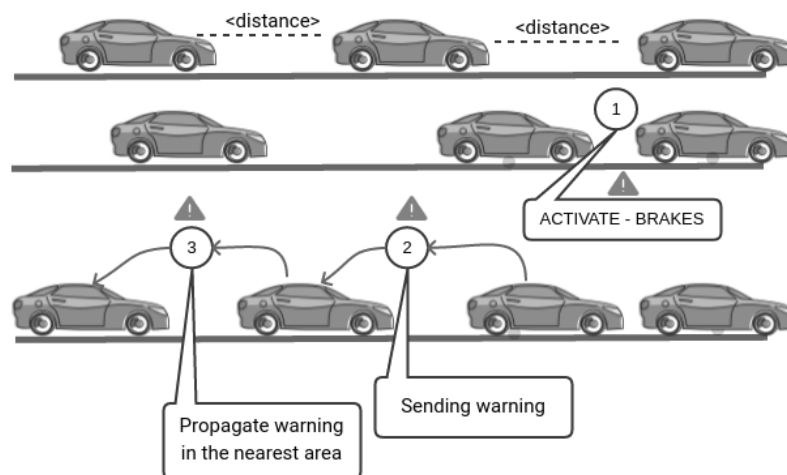 <distance>
<distance>
1
ACTIVATE - BRAKES
3
2
Sending warning
Propagate warning
in the nearest area